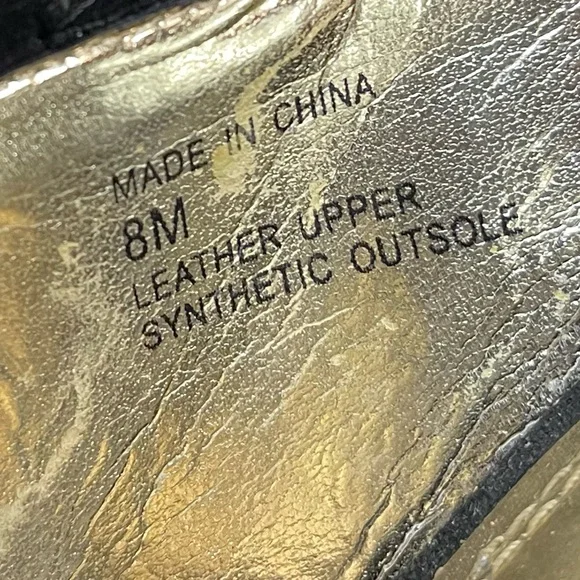 MADE IN CHINA
8M
LEATHER UPPER
SYNTHETIC OUTSOLE